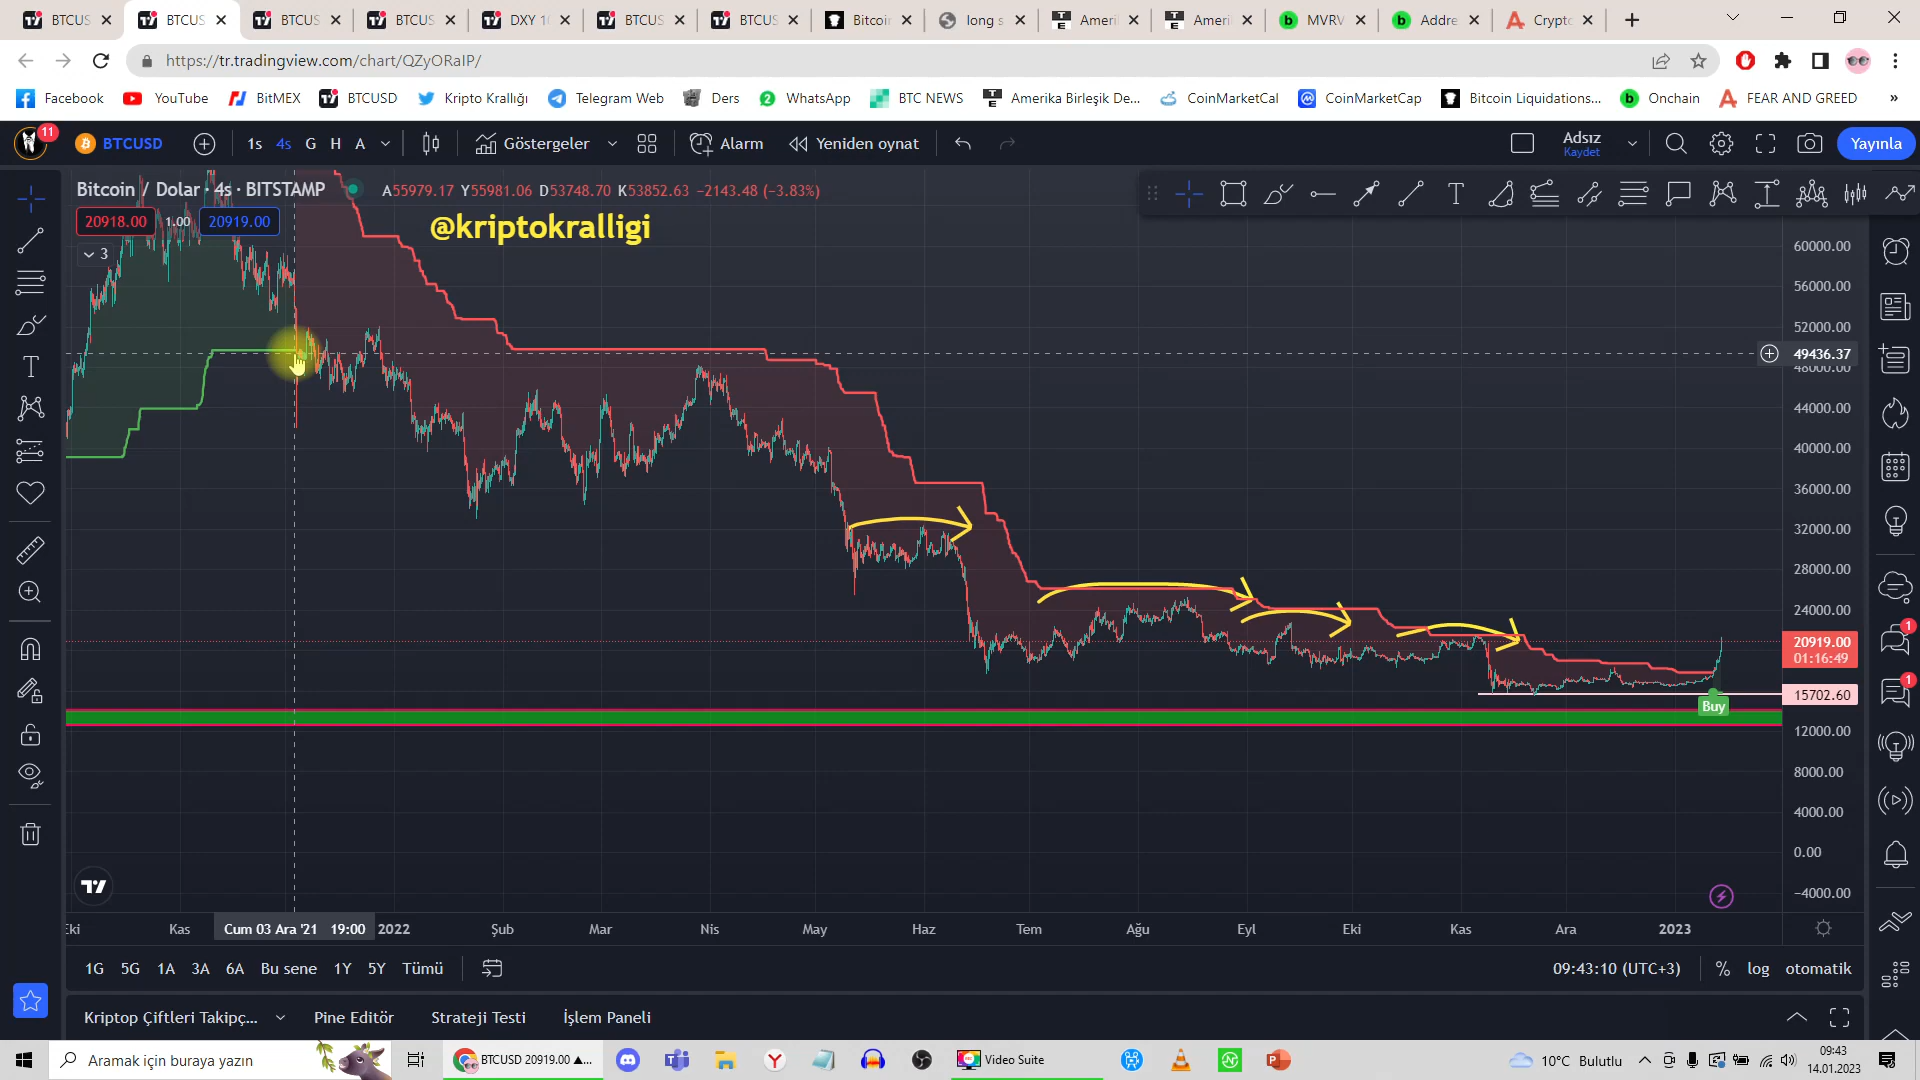 BTCUS
BTCUS
BTCUS
BTCUS
DXY 10
BTCUS
BTCUS
Bitcoi
long s
Ameri
Ameri
MVRV
Addre
Crypto
https://tr.tradingview.com/chart/QZyORaIP/
Facebook
YouTube
BitMEX
BTCUSD
Kripto Krallığı
Telegram Web
Ders
WhatsApp
BTC NEWS
Amerika Birleşik De...
CoinMarketCal
CoinMarketCap
Bitcoin Liquidations...
Onchain
FEAR AND GREED
»
11
BTCUSD
1s
4s
G
H
A
Göstergeler
Alarm
Yeniden oynat
Adsız
Kaydet
Yayınla
Bitcoin / Dolar · 4s · BITSTAMP
A55979.17 Y55981.06 D53748.70 K53852.63 −2143.48 (−3.83%)
20918.00
1.00
20919.00
@kriptokralligi
3
60000.00
56000.00
52000.00
49436.37
48000.00
44000.00
40000.00
36000.00
32000.00
28000.00
24000.00
20919.00
01:16:49
15702.60
Buy
12000.00
8000.00
4000.00
0.00
−4000.00
1
1
Eki
Kas
Cum 03 Ara '21 19:00
2022
Şub
Mar
Nis
May
Haz
Tem
Ağu
Eyl
Eki
Kas
Ara
2023
1G
5G
1A
3A
6A
Bu sene
1Y
5Y
Tümü
09:43:10 (UTC+3)
%
log
otomatik
Kriptop Çiftleri Takipç...
Pine Editör
Strateji Testi
İşlem Paneli
Aramak için buraya yazın
BTCUSD 20919.00 ▲...
Video Suite
10°C Bulutlu
09:43
14.01.2023